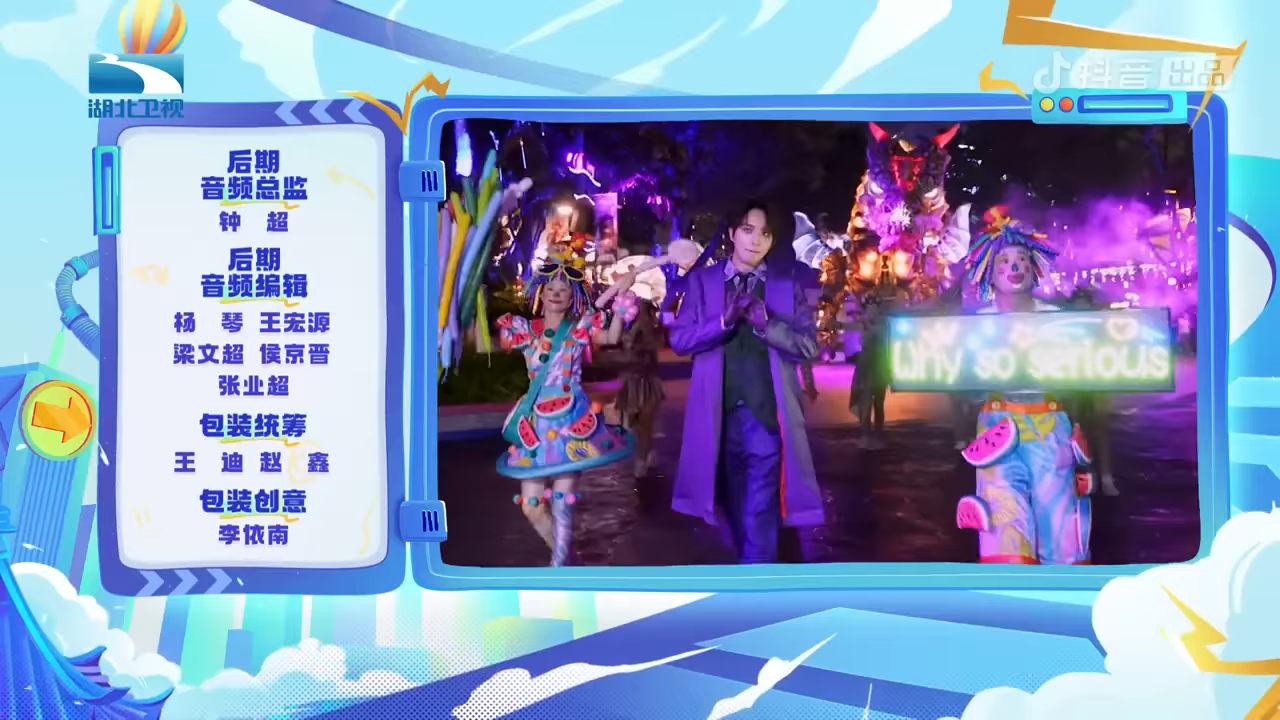 湖北卫视
抖音 出品
后期
音频总监
钟 超
后期
音频编辑
杨 琴 王宏源
梁文超 侯京晋
张业超
包装统筹
王 迪 赵 鑫
包装创意
李依南
Why so serious